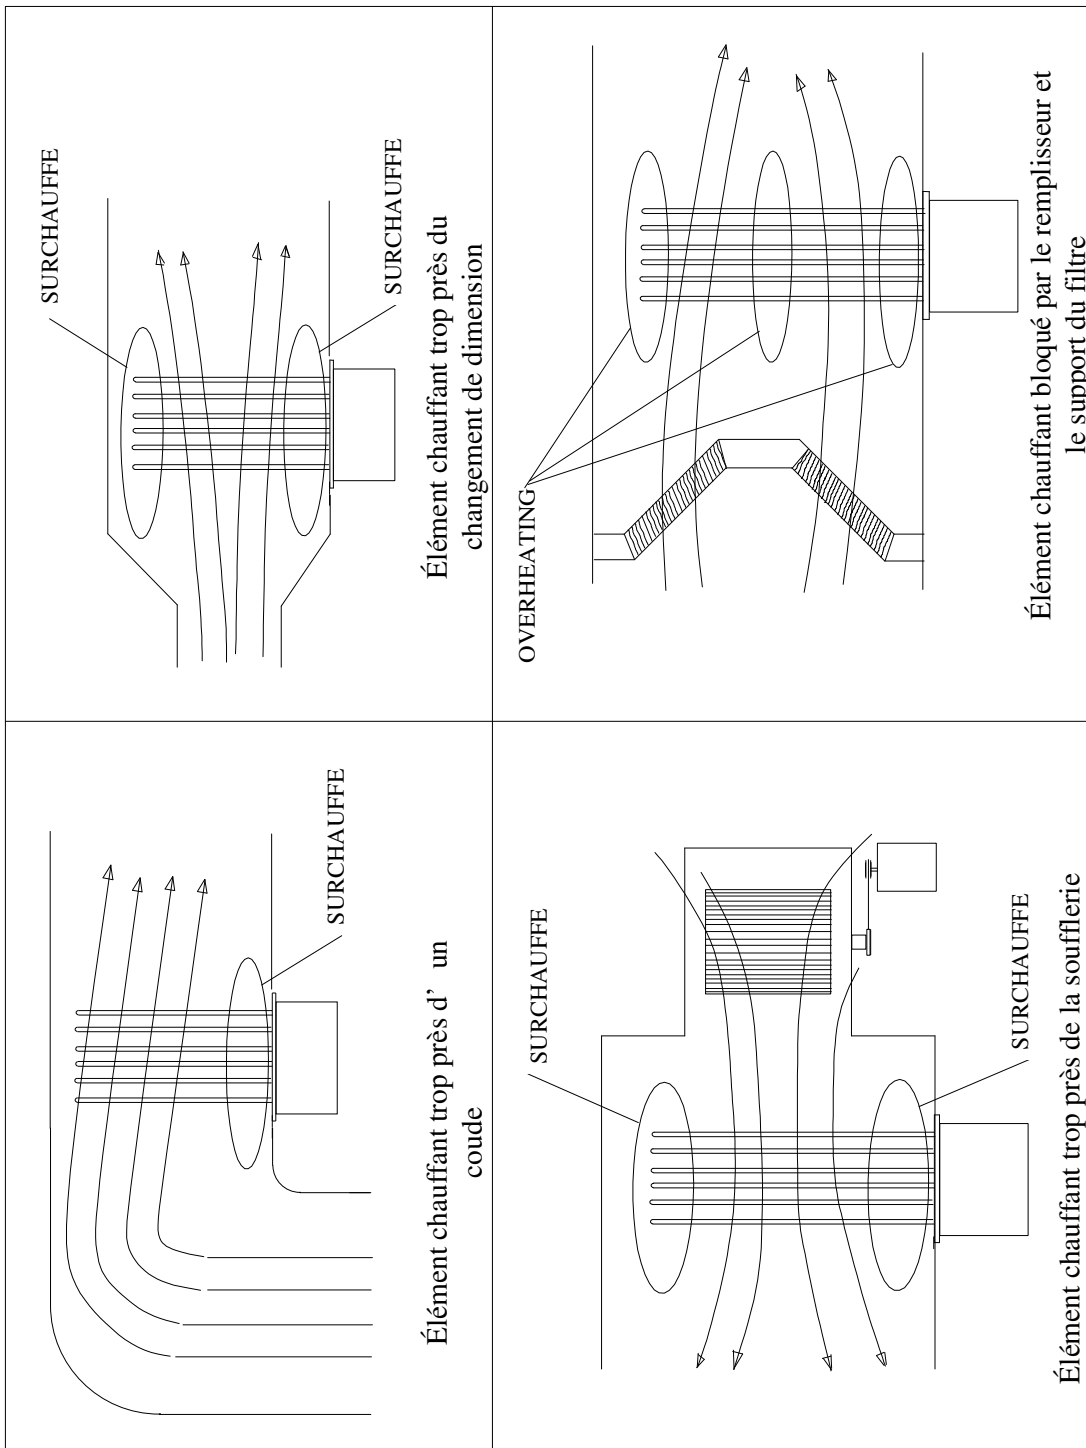 SURCHAUFFE
Élément chauffant trop près d' un
coude
SURCHAUFFE
SURCHAUFFE
Élément chauffant trop près du
changement de dimension
SURCHAUFFE
SURCHAUFFE
Élément chauffant trop près de la soufflerie
OVERHEATING
Élément chauffant bloqué par le remplisseur et
le support du filtre